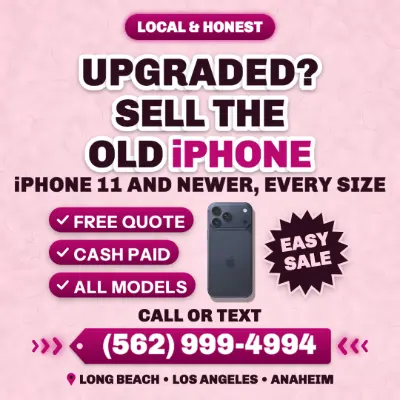 LOCAL & HONEST
UPGRADED?
SELL THE
OLD iPHONE
iPHONE 11 AND NEWER, EVERY SIZE
✓ FREE QUOTE
✓ CASH PAID
✓ ALL MODELS
EASY
SALE
CALL OR TEXT
(562) 999-4994
LONG BEACH • LOS ANGELES • ANAHEIM